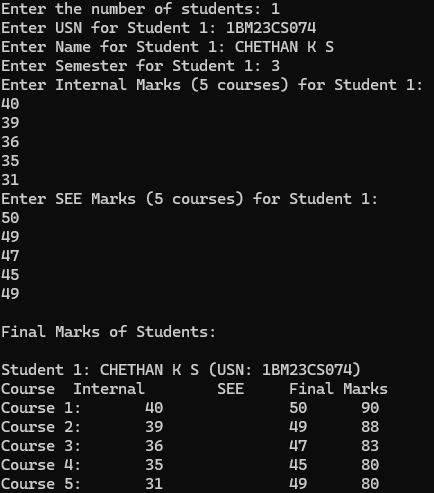 Enter the number of students: 1
Enter USN for Student 1: 1BM23CS074
Enter Name for Student 1: CHETHAN K S
Enter Semester for Student 1: 3
Enter Internal Marks (5 courses) for Student 1:
40
39
36
35
31
Enter SEE Marks (5 courses) for Student 1:
50
49
47
45
49
Final Marks of Students:
Student 1: CHETHAN K S (USN: 1BM23CS074)
Course  Internal        SEE     Final Marks
Course 1:       40              50      90
Course 2:       39              49      88
Course 3:       36              47      83
Course 4:       35              45      80
Course 5:       31              49      80